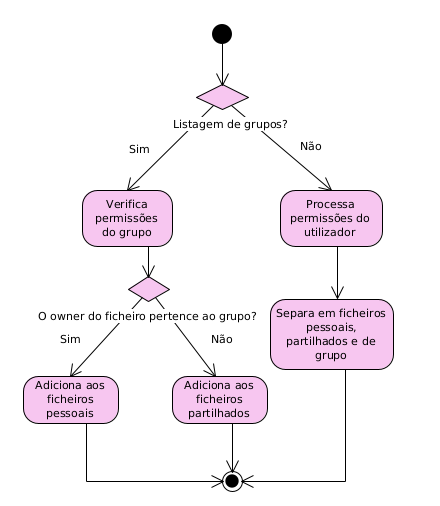 Listagem de grupos?
Sim
Não
Verifica
permissões
do grupo
Processa
permissões do
utilizador
O owner do ficheiro pertence ao grupo?
Sim
Não
Separa em ficheiros
pessoais,
partilhados e de
grupo
Adiciona aos
ficheiros
pessoais
Adiciona aos
ficheiros
partilhados